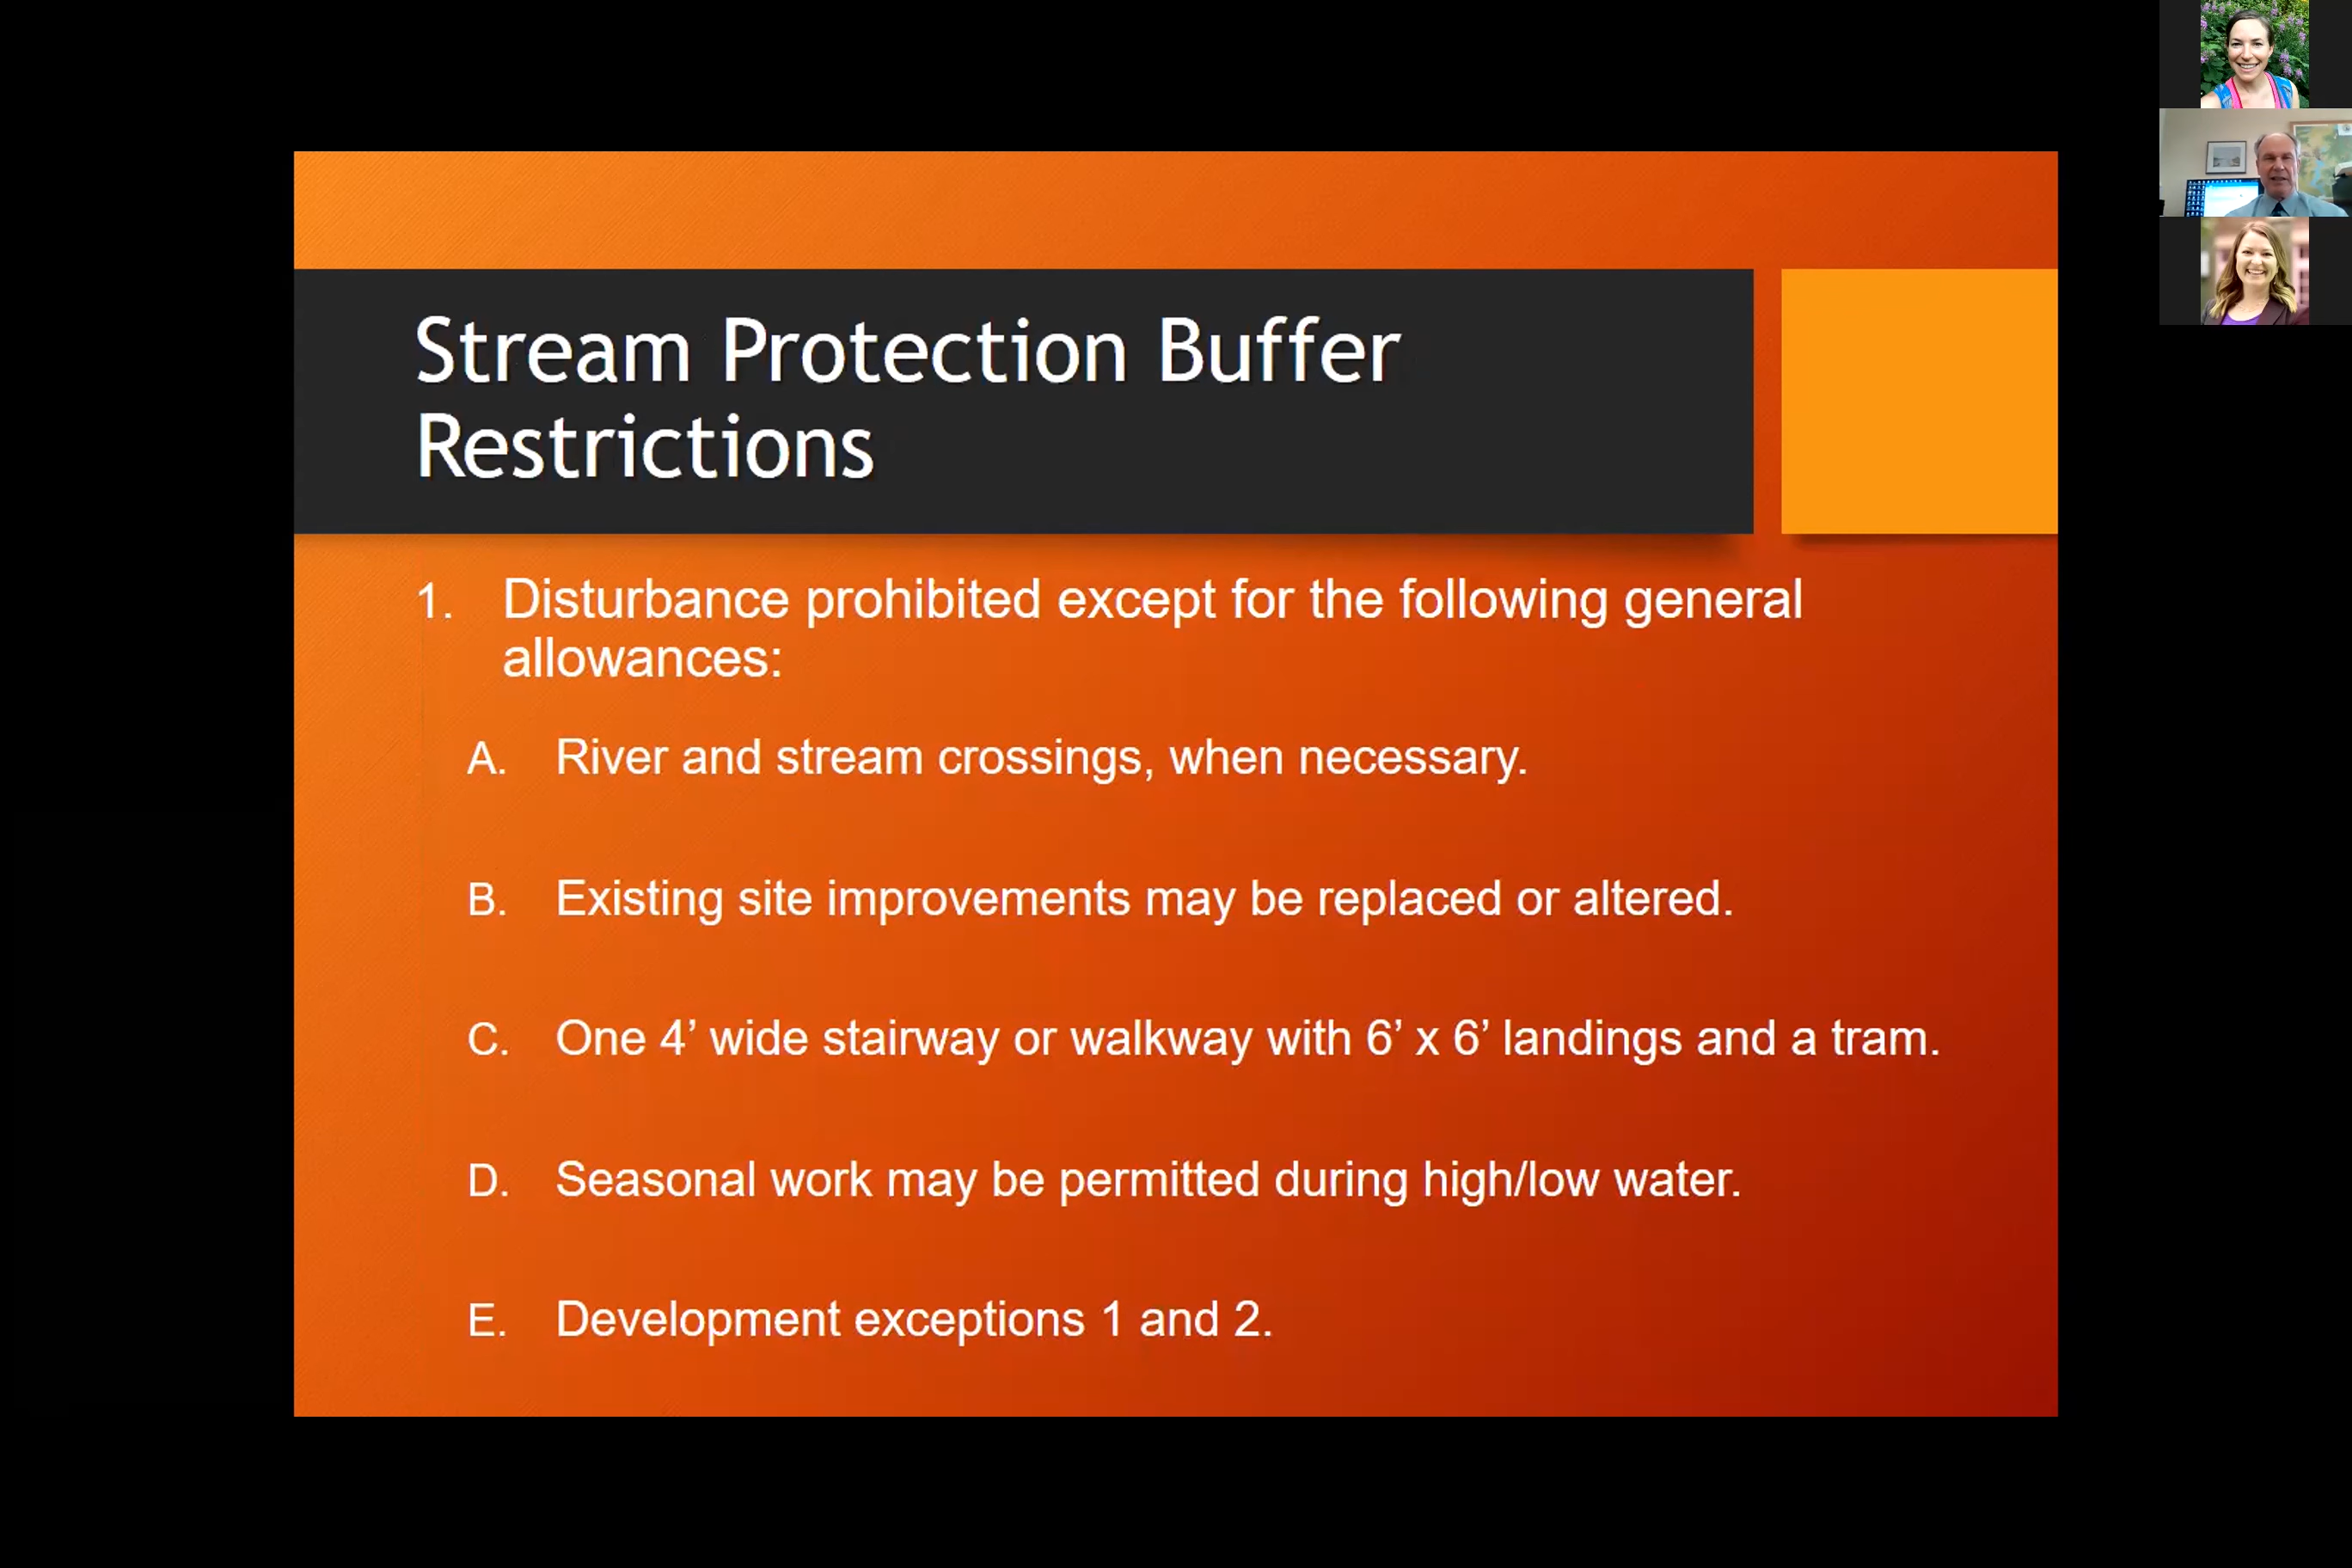 Stream Protection Buffer
Restrictions
1. Disturbance prohibited except for the following general
allowances:
A. River and stream crossings, when necessary.
B. Existing site improvements may be replaced or altered.
C. One 4’ wide stairway or walkway with 6’ x 6’ landings and a tram.
D. Seasonal work may be permitted during high/low water.
E. Development exceptions 1 and 2.